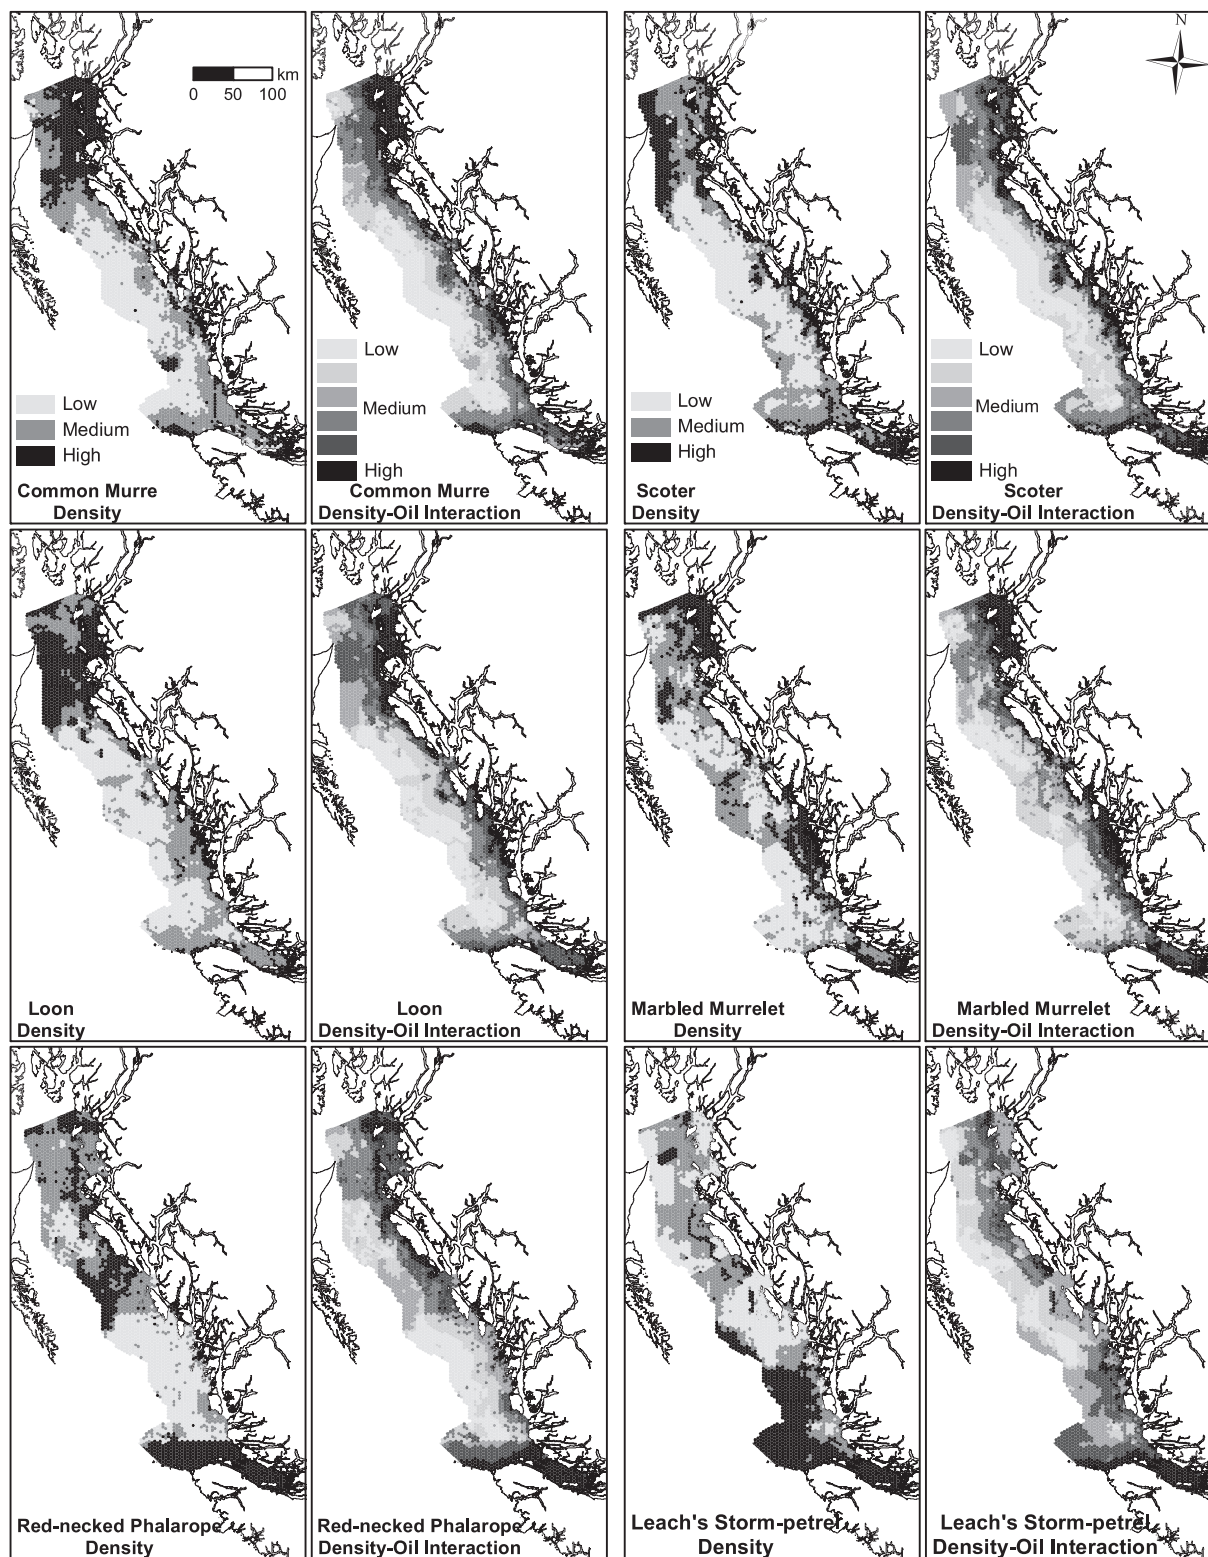 N
km
0 50 100
Low
Medium
High
Common Murre
Density
Low
Medium
High
Common Murre
Density-Oil Interaction
Low
Medium
High
Scoter
Density
Low
Medium
High
Scoter
Density-Oil Interaction
Loon
Density
Loon
Density-Oil Interaction
Marbled Murrelet
Density
Marbled Murrelet
Density-Oil Interaction
Red-necked Phalarope
Density
Red-necked Phalarope
Density-Oil Interaction
Leach's Storm-petrel
Density
Leach's Storm-petrel
Density-Oil Interaction